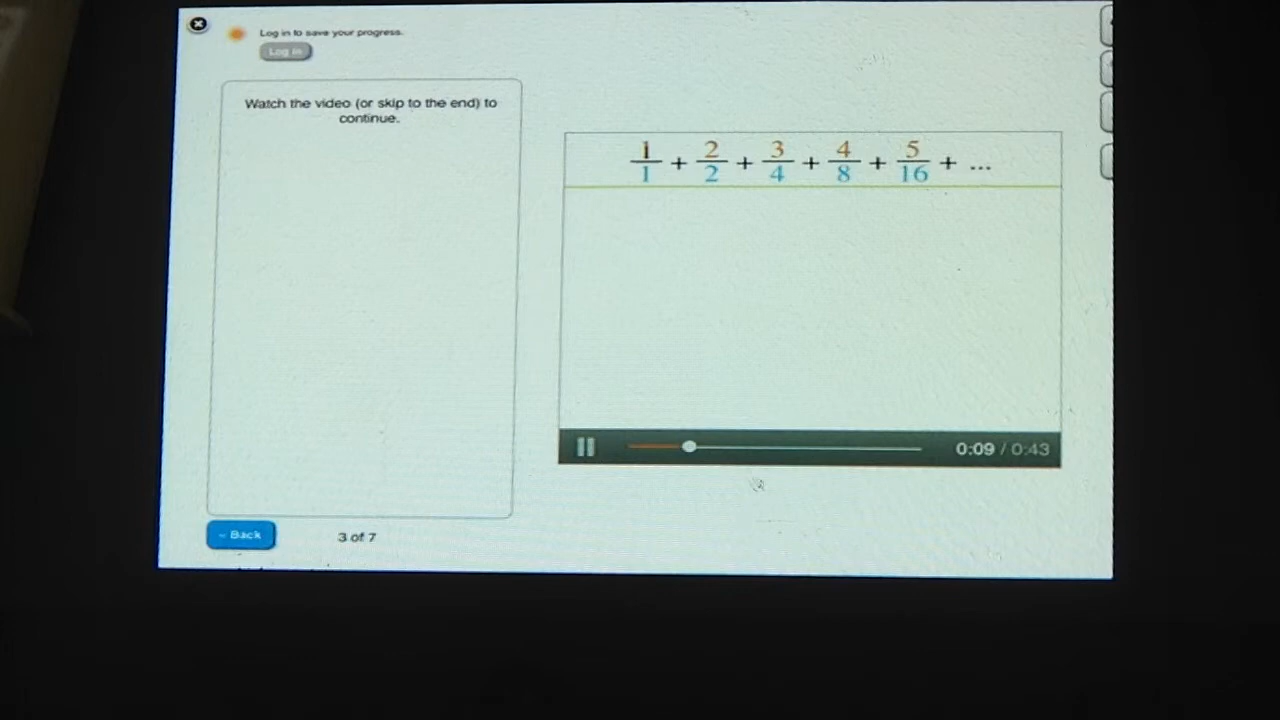 Log in to save your progress.
Log in
Watch the video (or skip to the end) to
continue.
1/1 + 2/2 + 3/4 + 4/8 + 5/16 + ...
0:09 / 0:43
Back
3 of 7